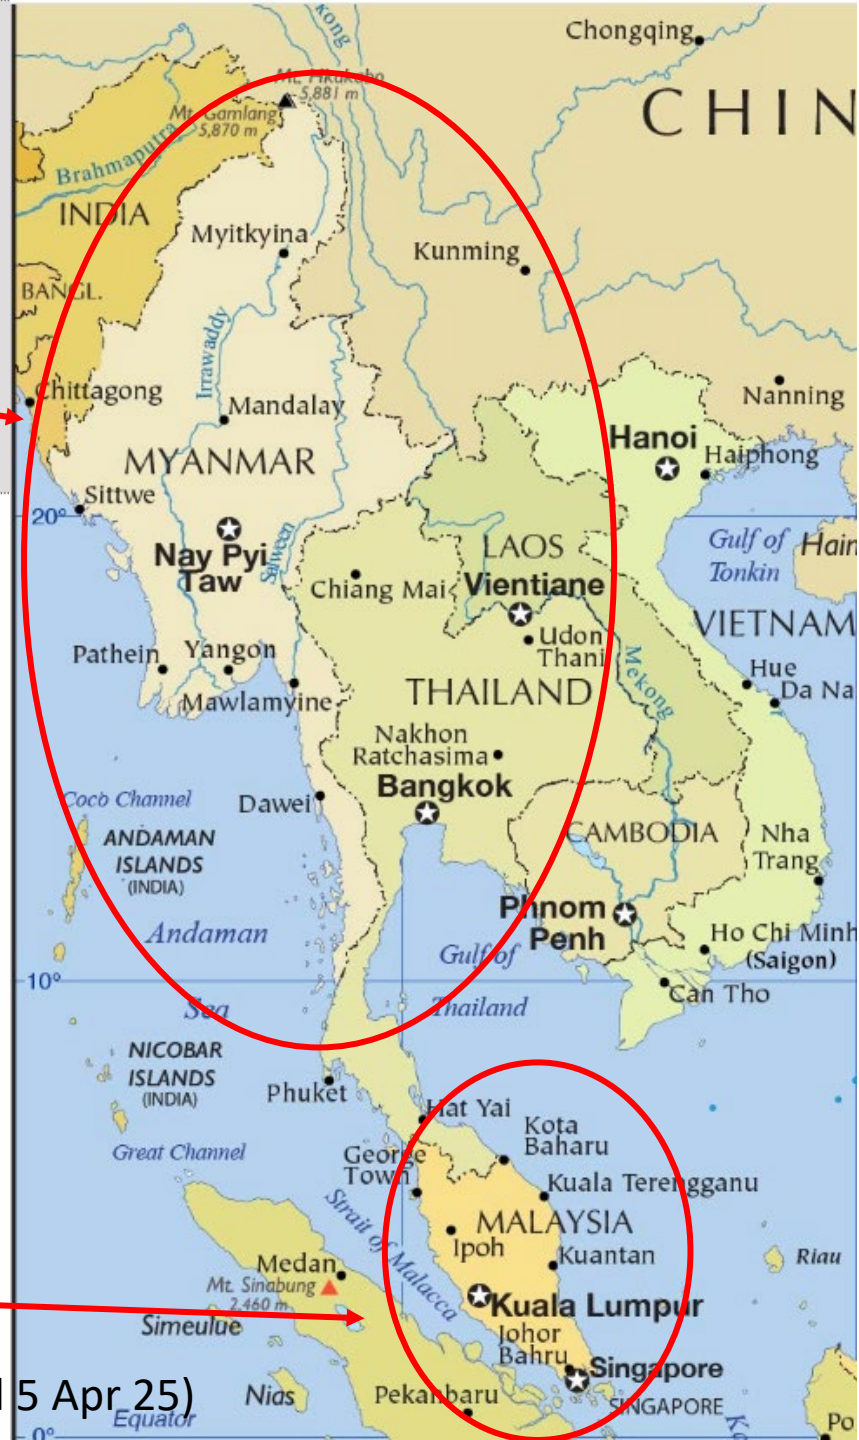 kong
Chongqing
Mt. Hkakabo
5,881 m
Mt. Gamlang
5,870 m
CHIN
Brahmaputra
INDIA
Myitkyina
Kunming
BANGL.
Irrawaddy
Chittagong
Mandalay
Nanning
Hanoi
Haiphong
MYANMAR
Sittwe
20°
Nay Pyi
Taw
Salween
LAOS
Gulf of
Tonkin
Hain
Chiang Mai
Vientiane
VIETNAM
Udon
Thani
Pathein
Yangon
Mekong
Hue
Mawlamyine
THAILAND
Da Na
Nakhon
Ratchasima
Bangkok
Coco Channel
Dawei
ANDAMAN
ISLANDS
(INDIA)
CAMBODIA
Nha
Trang
Phnom
Penh
Andaman
Sea
Gulf of
Thailand
Ho Chi Minh
(Saigon)
10°
Can Tho
NICOBAR
ISLANDS
(INDIA)
Phuket
Hat Yai
Kota
Baharu
Great Channel
George
Town
Kuala Terengganu
Strait of Malacca
MALAYSIA
Ipoh
Kuantan
Riau
Medan
Mt. Sinabung
2,460 m
Kuala Lumpur
Simeulue
Johor
Bahru
Singapore
SINGAPORE
5 Apr 25)
Nias
Pekanbaru
Equator
0°
Po